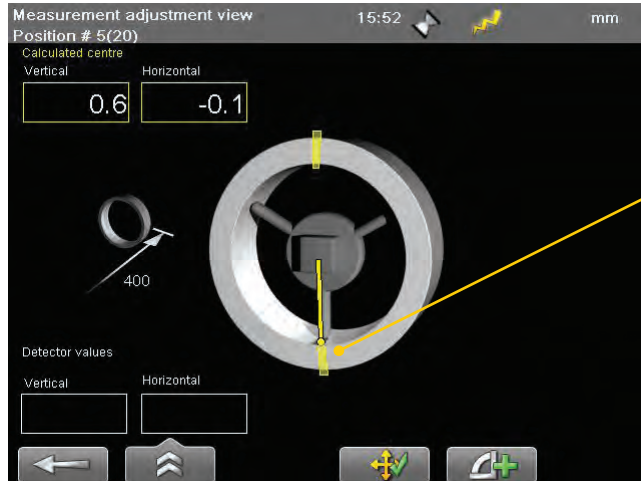 Measurement adjustment view 15:52 mm
Position # 5(20)
Calculated centre
Vertical Horizontal
0.6 -0.1
400
Detector values
Vertical Horizontal